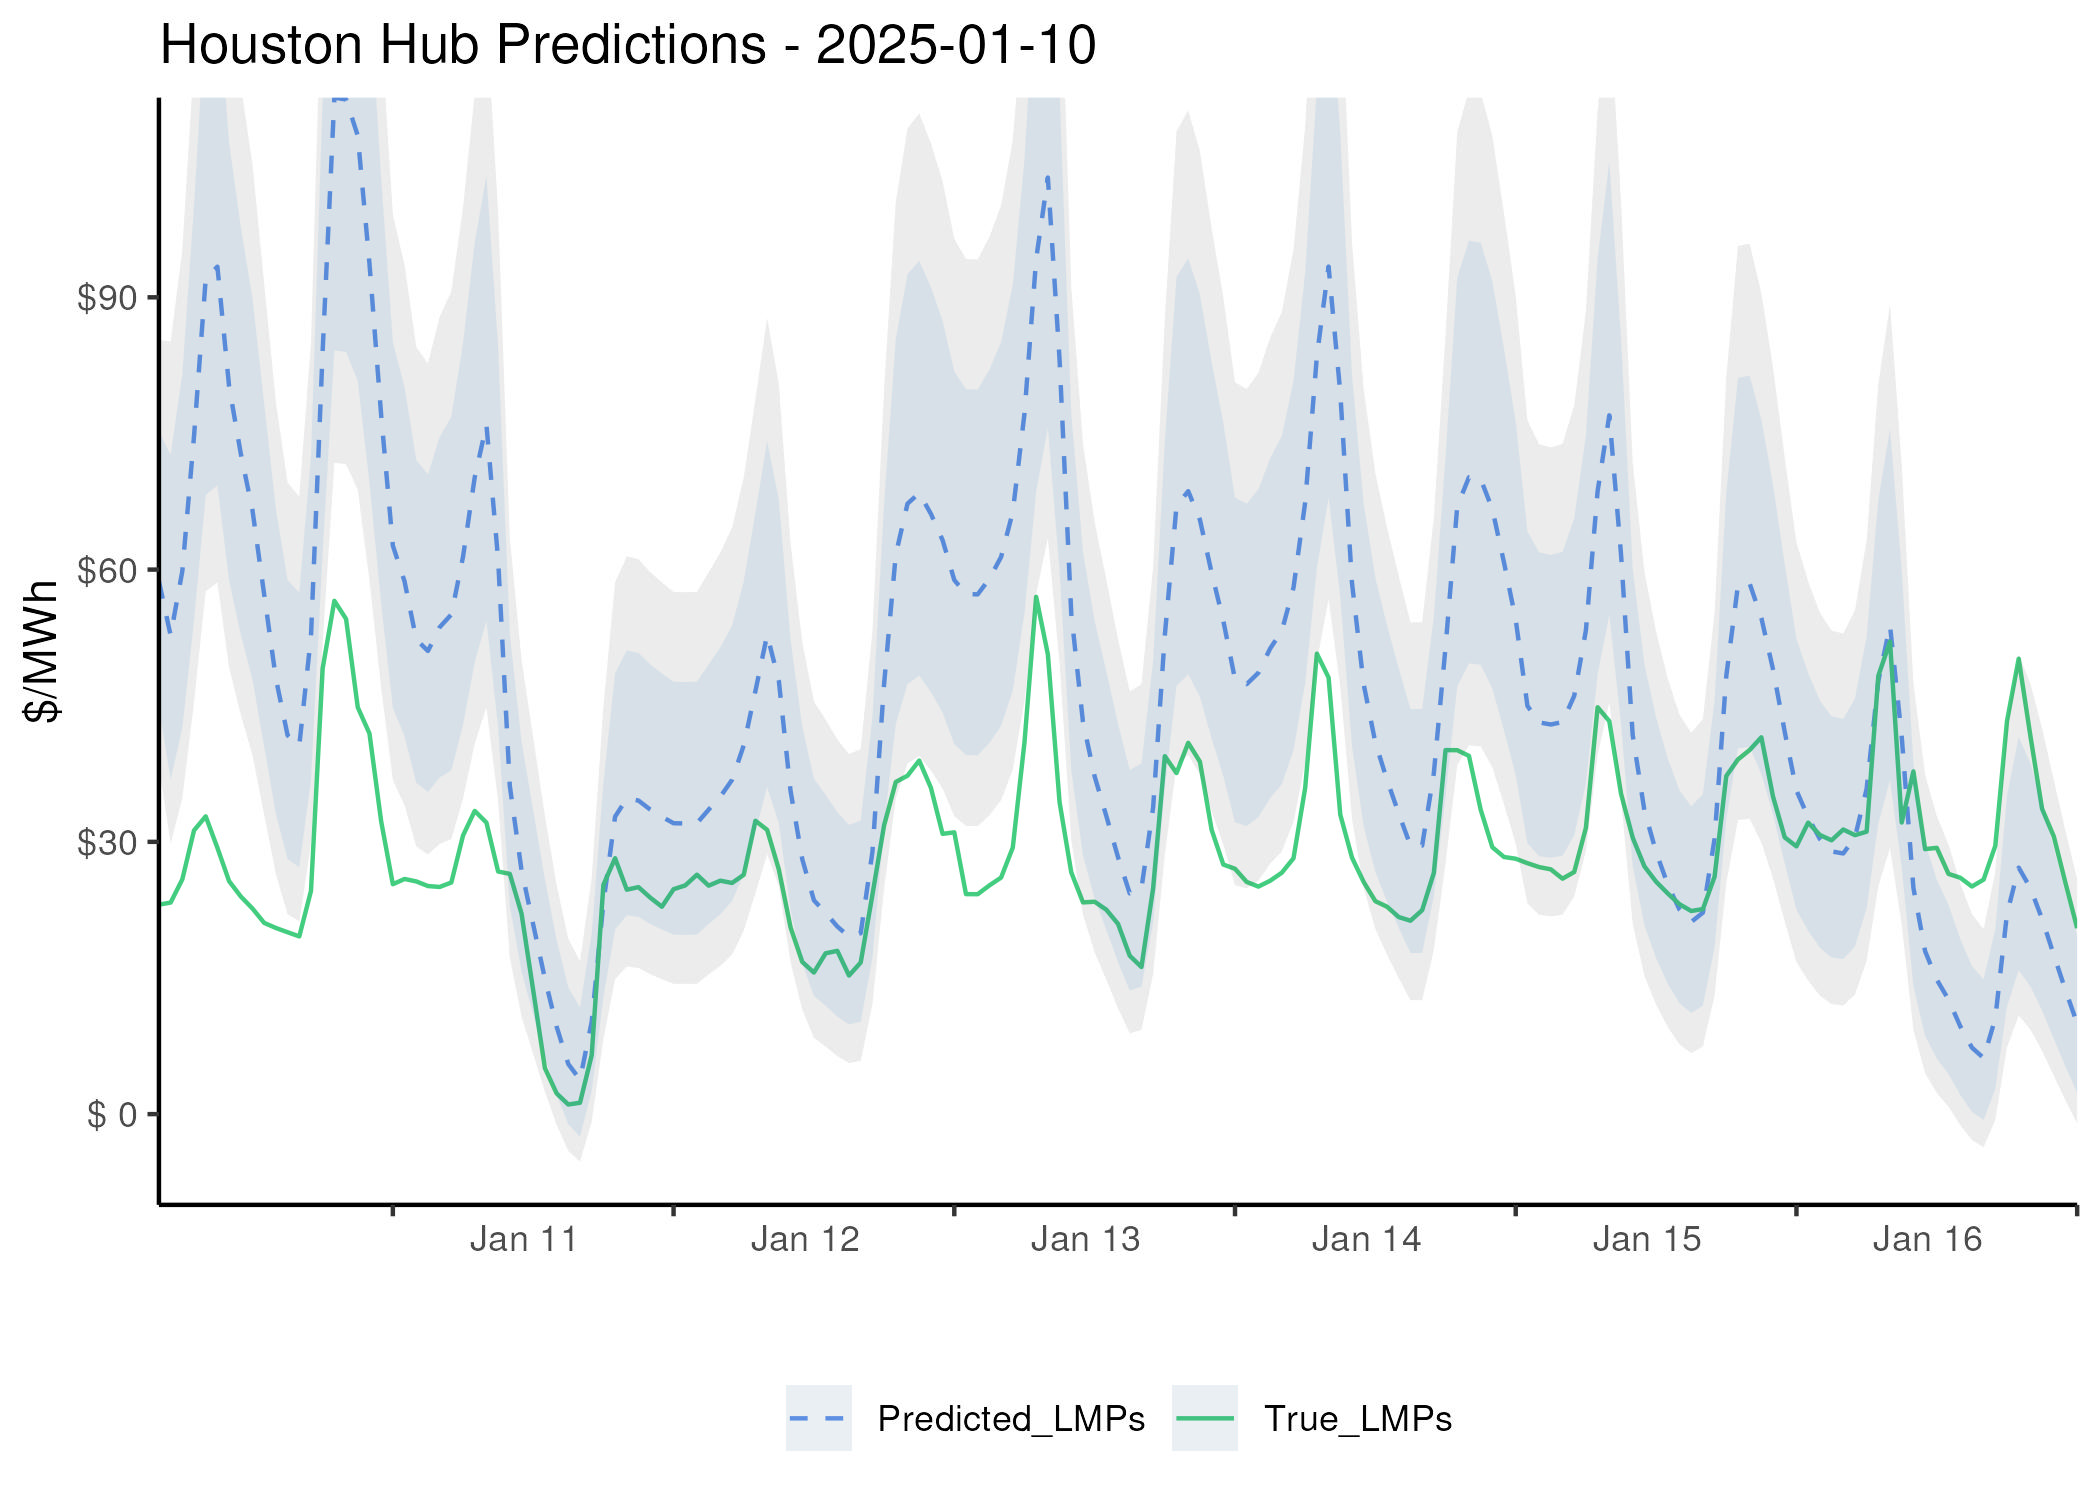 Houston Hub Predictions - 2025-01-10
$/MWh
$90
$60
$30
$ 0
Jan 11
Jan 12
Jan 13
Jan 14
Jan 15
Jan 16
Predicted_LMPs
True_LMPs